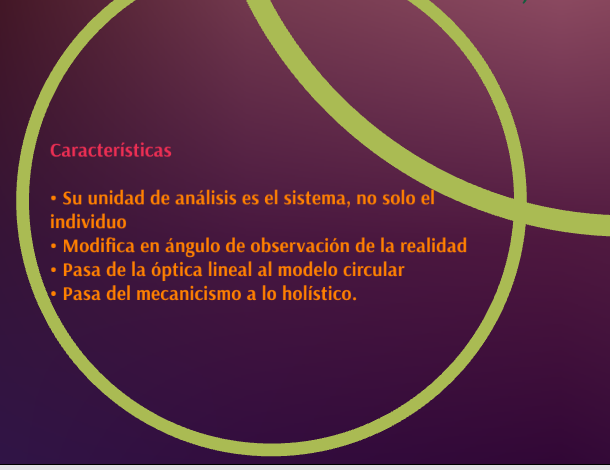 Características
• Su unidad de análisis es el sistema, no solo el
individuo
• Modifica en ángulo de observación de la realidad
• Pasa de la óptica lineal al modelo circular
• Pasa del mecanicismo a lo holístico.